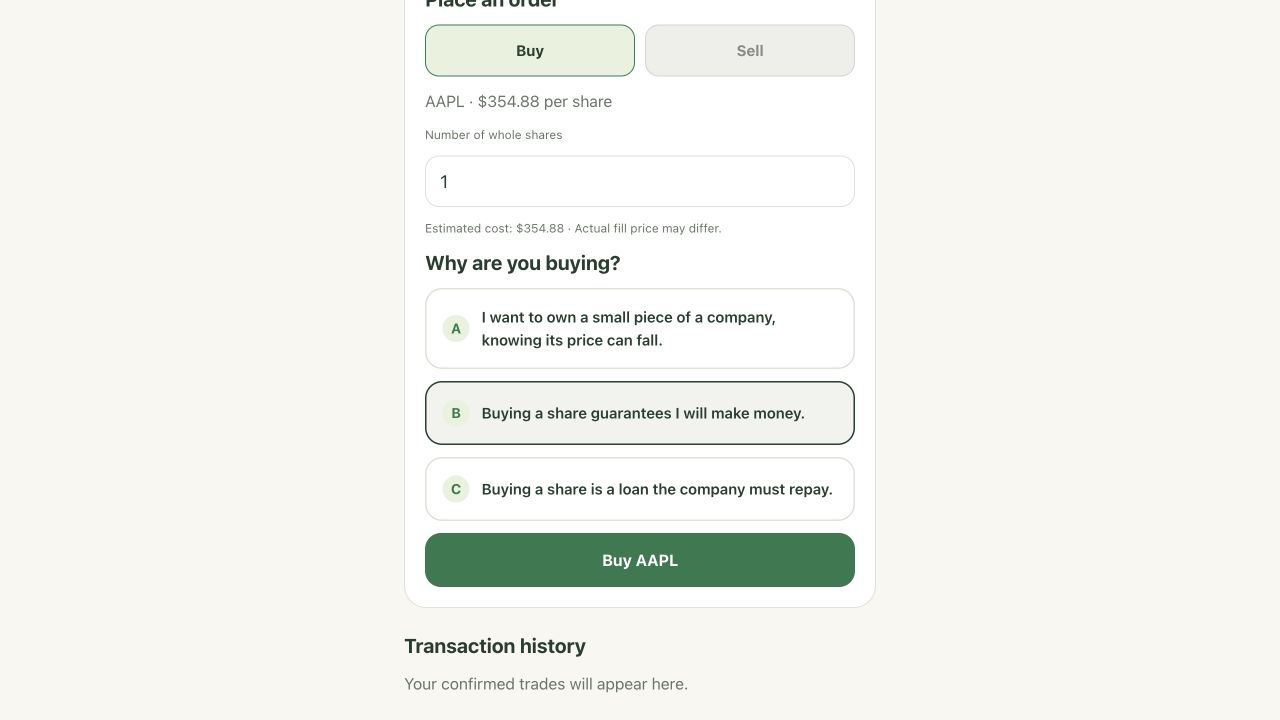 Place an order
Buy
Sell
AAPL · $354.88 per share
Number of whole shares
1
Estimated cost: $354.88 · Actual fill price may differ.
Why are you buying?
A
I want to own a small piece of a company,
knowing its price can fall.
B
Buying a share guarantees I will make money.
C
Buying a share is a loan the company must repay.
Buy AAPL
Transaction history
Your confirmed trades will appear here.